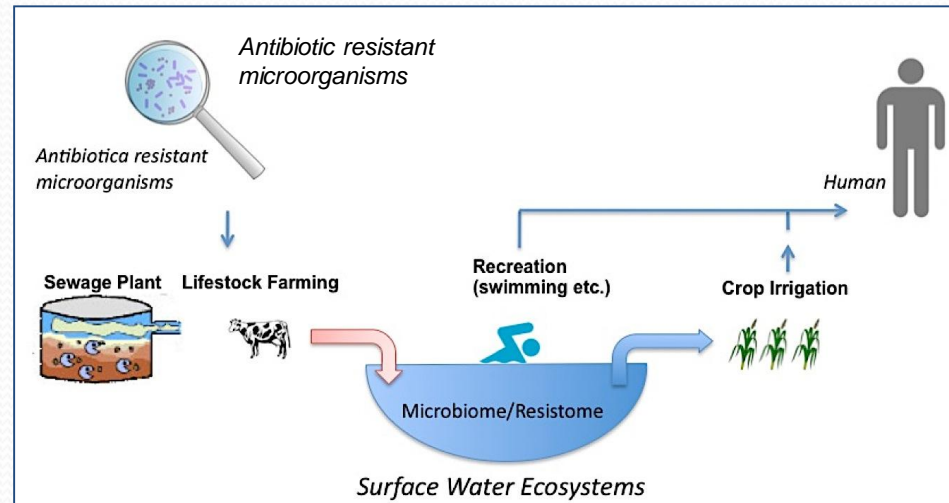 Antibiotic resistant
microorganisms
Antibiotica resistant
microorganisms
Human
Sewage Plant
Lifestock Farming
Recreation
(swimming etc.)
Crop Irrigation
Microbiome/Resistome
Surface Water Ecosystems